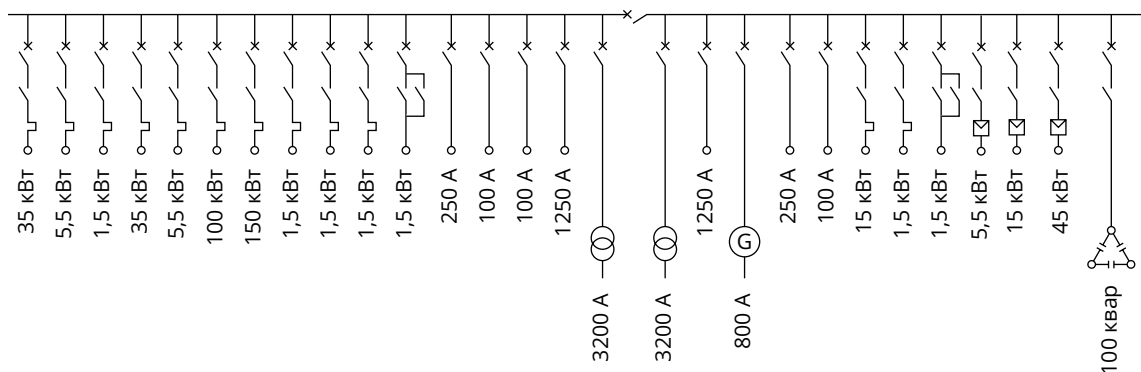 35 кВт
5,5 кВт
1,5 кВт
35 кВт
5,5 кВт
100 кВт
150 кВт
1,5 кВт
1,5 кВт
1,5 кВт
1,5 кВт
250 А
100 А
100 А
1250 А
3200 А
3200 А
1250 А
G
800 А
250 А
100 А
15 кВт
1,5 кВт
1,5 кВт
5,5 кВт
15 кВт
45 кВт
100 квар